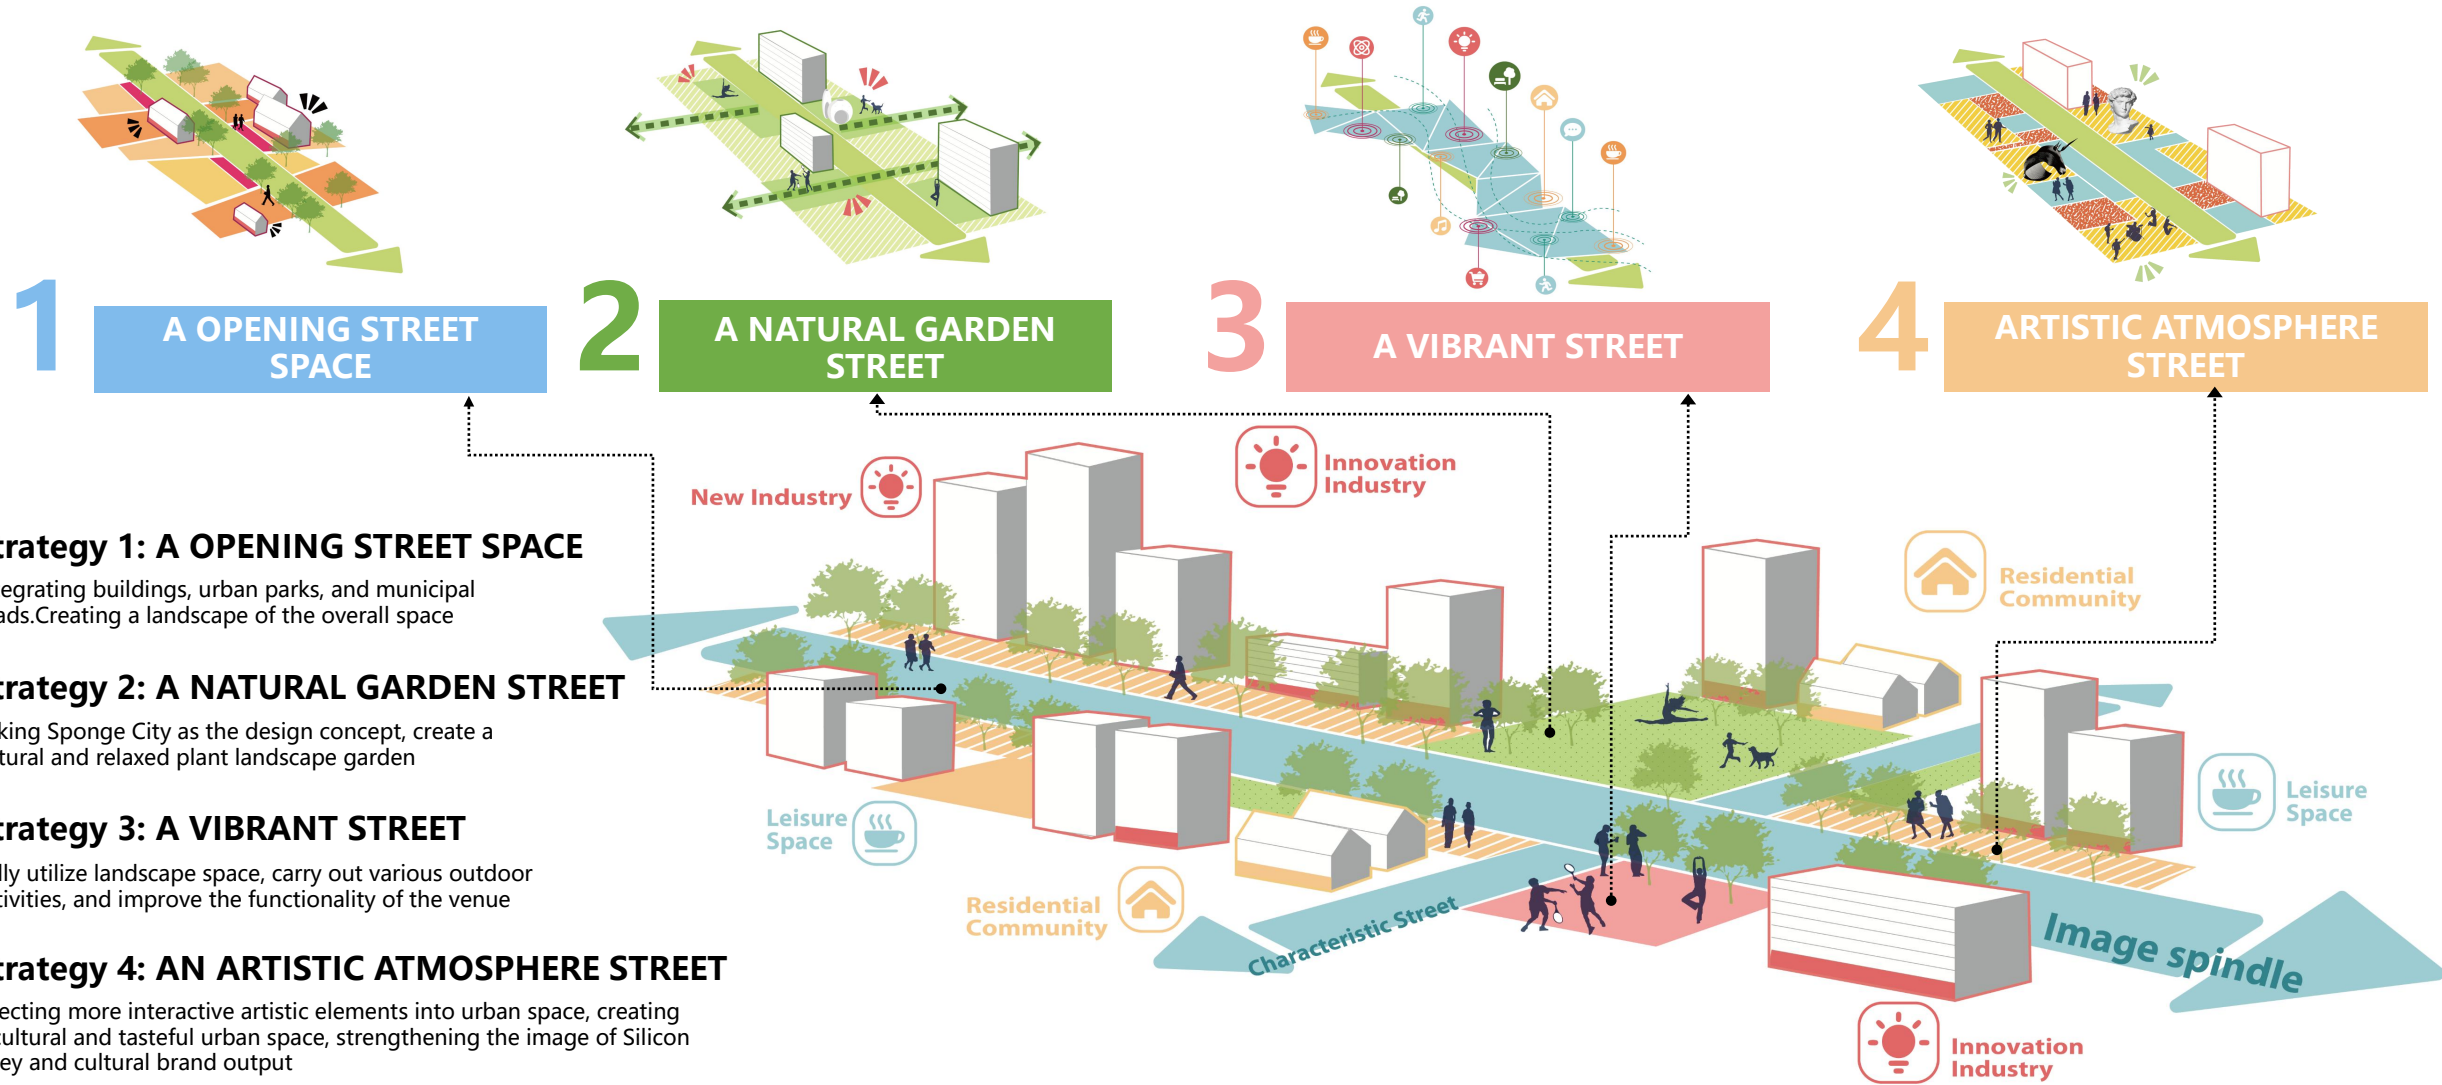 1
A OPENING STREET
SPACE
2
A NATURAL GARDEN
STREET
3
A VIBRANT STREET
4
ARTISTIC ATMOSPHERE
STREET
New Industry
Innovation
Industry
Residential
Community
Leisure
Space
Leisure
Space
Residential
Community
Characteristic Street
Image spindle
Innovation
Industry
trategy 1: A OPENING STREET SPACE
egrating buildings, urban parks, and municipal
ads.Creating a landscape of the overall space
trategy 2: A NATURAL GARDEN STREET
king Sponge City as the design concept, create a
tural and relaxed plant landscape garden
trategy 3: A VIBRANT STREET
lly utilize landscape space, carry out various outdoor
tivities, and improve the functionality of the venue
trategy 4: AN ARTISTIC ATMOSPHERE STREET
ecting more interactive artistic elements into urban space, creating
cultural and tasteful urban space, strengthening the image of Silicon
ley and cultural brand output